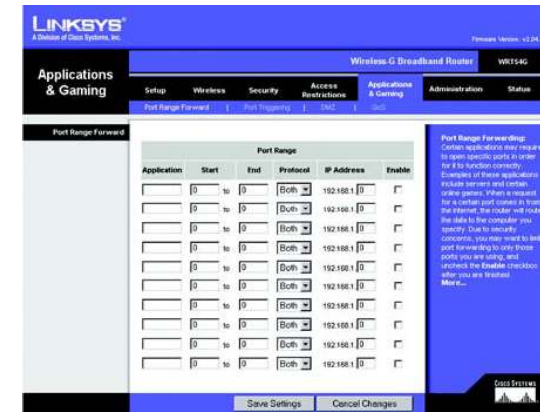 LINKSYS®
A Division of Cisco Systems, Inc.
Firmware Version: v2.04.
Wireless-G Broadband Router WRT54G
Applications & Gaming
Setup Wireless Security Access Restrictions Applications & Gaming Administration Status
Port Range Forward | Port Triggering | DMZ | QoS
Port Range Forward
Port Range
Application Start End Protocol IP Address Enable
0 to 0 Both 192.168.1. 0
0 to 0 Both 192.168.1. 0
0 to 0 Both 192.168.1. 0
0 to 0 Both 192.168.1. 0
0 to 0 Both 192.168.1. 0
0 to 0 Both 192.168.1. 0
0 to 0 Both 192.168.1. 0
0 to 0 Both 192.168.1. 0
0 to 0 Both 192.168.1. 0
0 to 0 Both 192.168.1. 0
Save Settings Cancel Changes
Port Range Forwarding:
Certain applications may require
to open specific ports in order
for it to function correctly.
Examples of these applications
include servers and certain
online games. When a request
for a certain port comes in from
the Internet, the router will route
the data to the computer you
specify. Due to security
concerns, you may want to limit
port forwarding to only those
ports you are using, and
uncheck the Enable checkbox
after you are finished.
More...
CISCO SYSTEMS